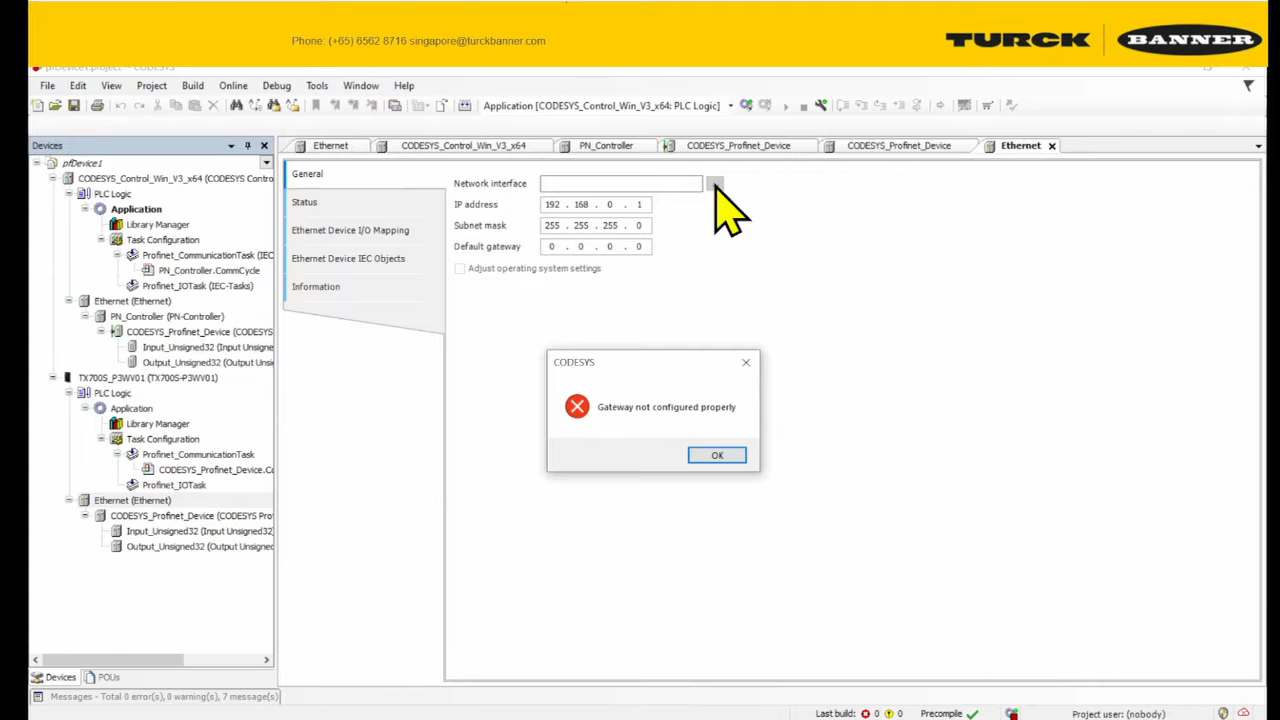 Phone: (+65) 6562 8716 singapore@turckbanner.com
TURCK
BANNER
pfDevice1.project - CODESYS
File Edit View Project Build Online Debug Tools Window Help
Application [CODESYS_Control_Win_V3_x64: PLC Logic]
Devices
Ethernet
CODESYS_Control_Win_V3_x64
PN_Controller
CODESYS_Profinet_Device
CODESYS_Profinet_Device
Ethernet
pfDevice1
CODESYS_Control_Win_V3_x64 (CODESYS Contro
PLC Logic
Application
Library Manager
Task Configuration
Profinet_CommunicationTask (IEC
PN_Controller.CommCycle
Profinet_IOTask (IEC-Tasks)
Ethernet (Ethernet)
PN_Controller (PN-Controller)
CODESYS_Profinet_Device (CODESYS
Input_Unsigned32 (Input Unsigne
Output_Unsigned32 (Output Unsi
TX700S_P3WV01 (TX700S-P3WV01)
PLC Logic
Application
Library Manager
Task Configuration
Profinet_CommunicationTask
CODESYS_Profinet_Device.Cc
Profinet_IOTask
Ethernet (Ethernet)
CODESYS_Profinet_Device (CODESYS Prof
Input_Unsigned32 (Input Unsigned32)
Output_Unsigned32 (Output Unsigned
Devices
POUs
General
Status
Ethernet Device I/O Mapping
Ethernet Device IEC Objects
Information
Network interface
IP address 192 . 168 . 0 . 1
Subnet mask 255 . 255 . 255 . 0
Default gateway 0 . 0 . 0 . 0
Adjust operating system settings
CODESYS
Gateway not configured properly
OK
Messages - Total 0 error(s), 0 warning(s), 7 message(s)
Last build: 0 0 Precompile
Project user: (nobody)